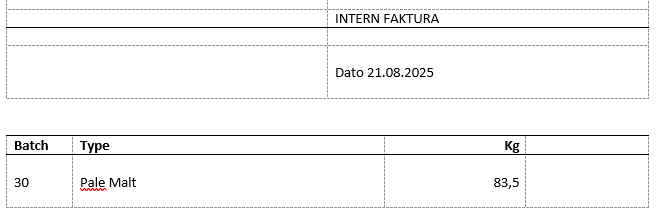 INTERN FAKTURA
Dato 21.08.2025
Batch Type Kg
30 Pale Malt 83,5